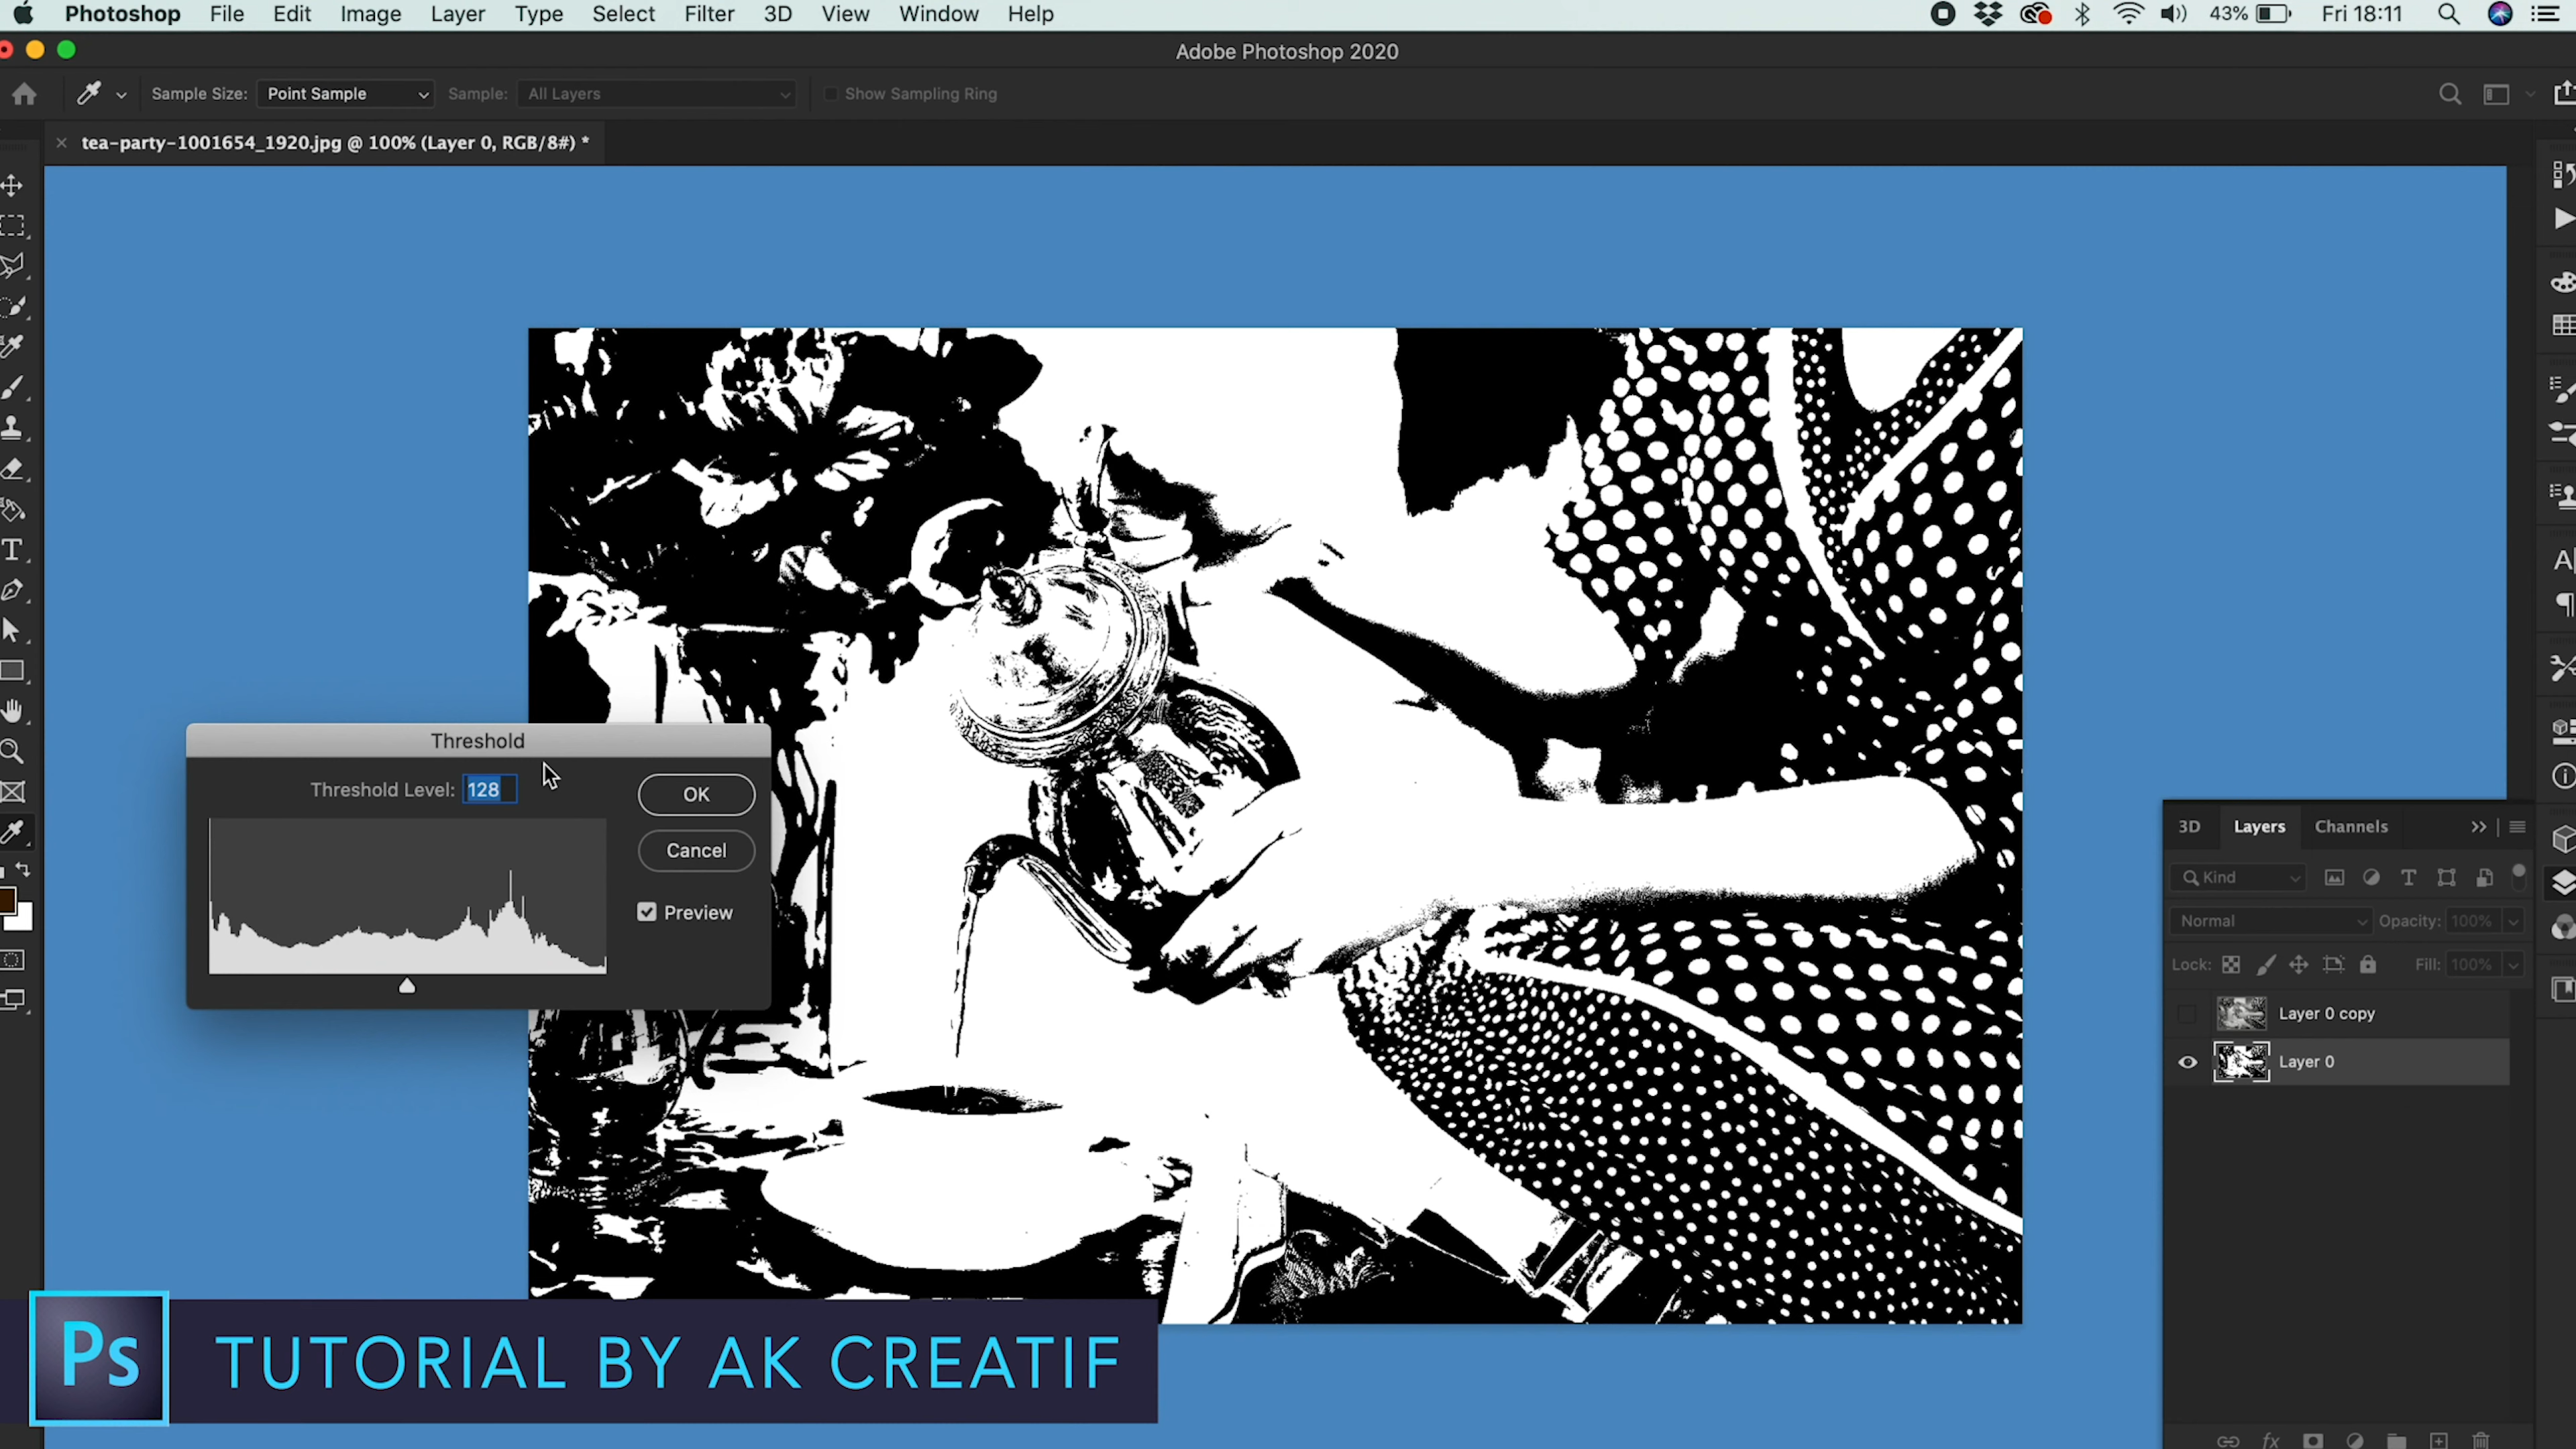 Photoshop File Edit Image Layer Type Select Filter 3D View Window Help 43% Fri 18:11
Adobe Photoshop 2020
Sample Size: Point Sample Sample: All Layers Show Sampling Ring
tea-party-1001654_1920.jpg @ 100% (Layer 0, RGB/8#) *
Threshold
Threshold Level: 128
OK
Cancel
Preview
3D Layers Channels
Kind
Normal Opacity: 100%
Lock: Fill: 100%
Layer 0 copy
Layer 0
fx
Ps TUTORIAL BY AK CREATIF